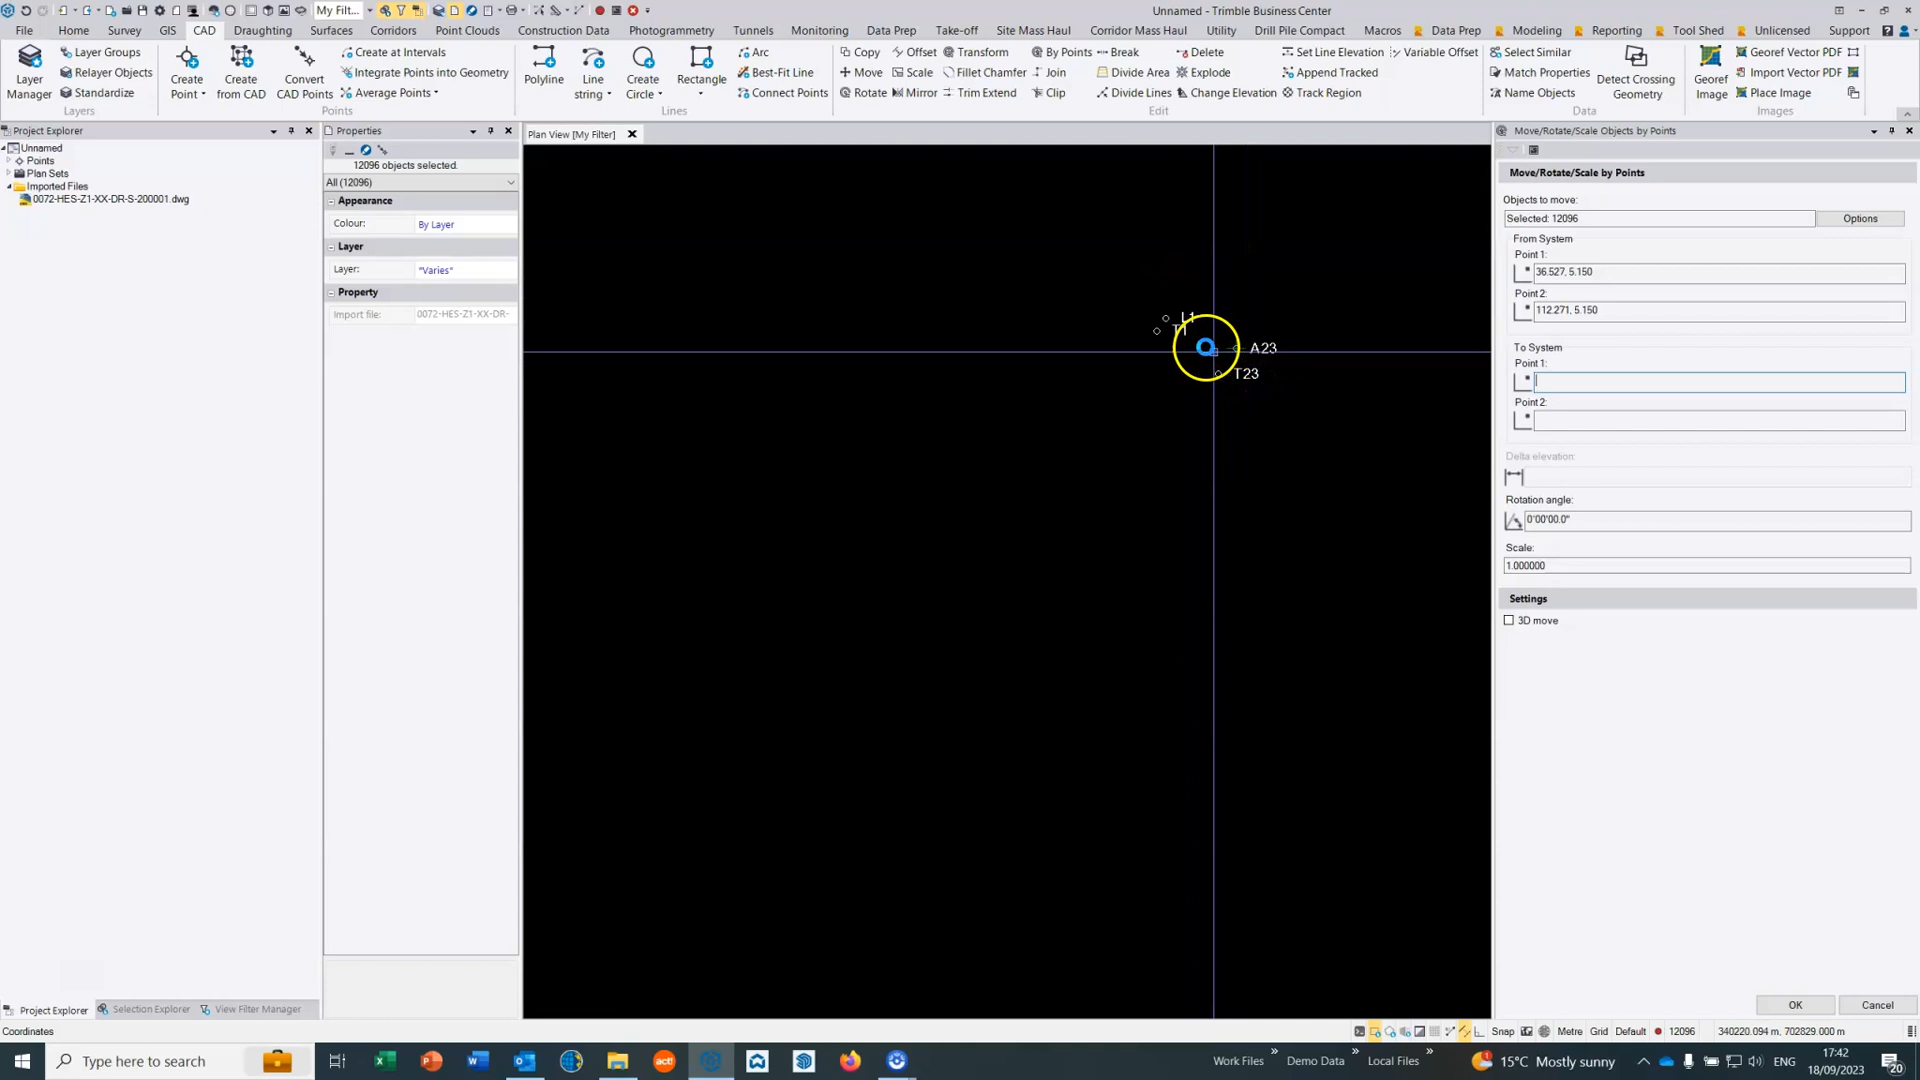 My Filt...
Unnamed - Trimble Business Center
File Home Survey GIS CAD Draughting Surfaces Corridors Point Clouds Construction Data Photogrammetry Tunnels Monitoring Data Prep Take-off Site Mass Haul Corridor Mass Haul Utility Drill Pile Compact Macros Data Prep Modeling Reporting Tool Shed Unlicensed Support
Layer Manager
Layer Groups
Relayer Objects
Standardize
Layers
Create Point
Create from CAD
Convert CAD Points
Create at Intervals
Integrate Points into Geometry
Average Points
Points
Polyline
Line string
Create Circle
Rectangle
Arc
Best-Fit Line
Connect Points
Lines
Copy Offset Transform By Points Break Delete Set Line Elevation Variable Offset
Move Scale Fillet Chamfer Join Divide Area Explode Append Tracked
Rotate Mirror Trim Extend Clip Divide Lines Change Elevation Track Region
Edit
Select Similar
Match Properties
Name Objects
Detect Crossing Geometry
Data
Georef Image
Georef Vector PDF
Import Vector PDF
Place Image
Images
Project Explorer
Unnamed
Points
Plan Sets
Imported Files
0072-HES-Z1-XX-DR-S-200001.dwg
Properties
12096 objects selected.
All (12096)
Appearance
Colour: By Layer
Layer
Layer: "Varies"
Property
Import file: 0072-HES-Z1-XX-DR-
Plan View [My Filter]
L1
T1
A23
T23
Move/Rotate/Scale Objects by Points
Move/Rotate/Scale by Points
Objects to move:
Selected: 12096 Options
From System
Point 1:
36.527, 5.150
Point 2:
112.271, 5.150
To System
Point 1:
Point 2:
Delta elevation:
Rotation angle:
0°00'00.0"
Scale:
1.000000
Settings
3D move
OK Cancel
Project Explorer Selection Explorer View Filter Manager
Coordinates
Snap Metre Grid Default 12096 340220.094 m, 702829.000 m
Type here to search
Work Files Demo Data Local Files
15°C Mostly sunny
ENG
17:42
18/09/2023
20